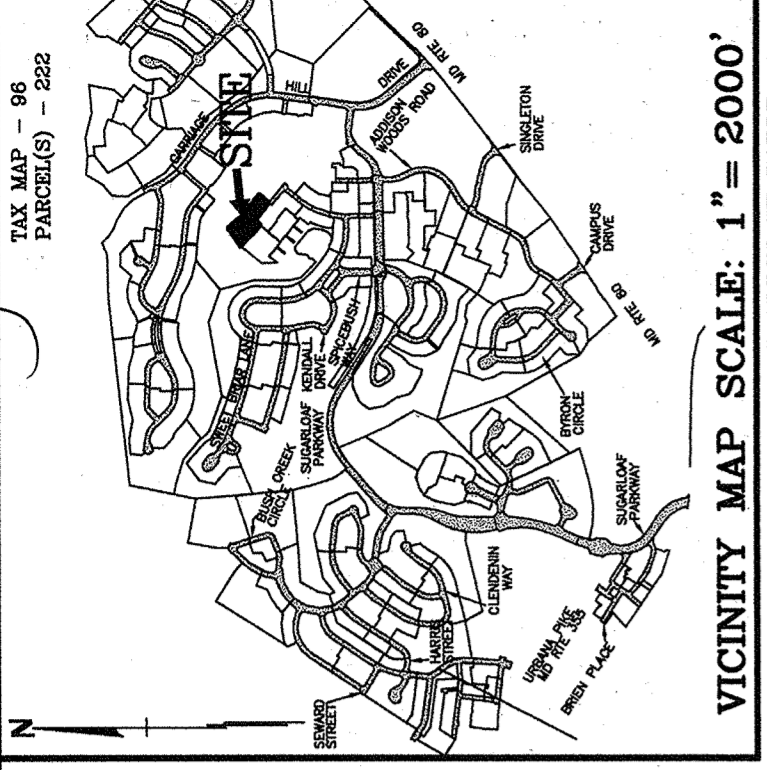 TAX MAP - 96
PARCEL(S) - 222
N
SITE
CARRIAGE
HILL
DRIVE
MD RTE 80
ADDISON
WOODS ROAD
SINGLETON
DRIVE
CAMPUS
DRIVE
MD RTE 80
SWEET BRIAR LANE
KENDALL
DRIVE
SPICEBUSH
WAY
SUGARLOAF
PARKWAY
BUSH CREEK
CIRCLE
BYRON
CIRCLE
SUGARLOAF
PARKWAY
CLENDENIN
WAY
HARRIS
STREET
SEWARD
STREET
URBANA PIKE
MD RTE 355
BRIEN PLACE
VICINITY MAP SCALE: 1"= 2000'